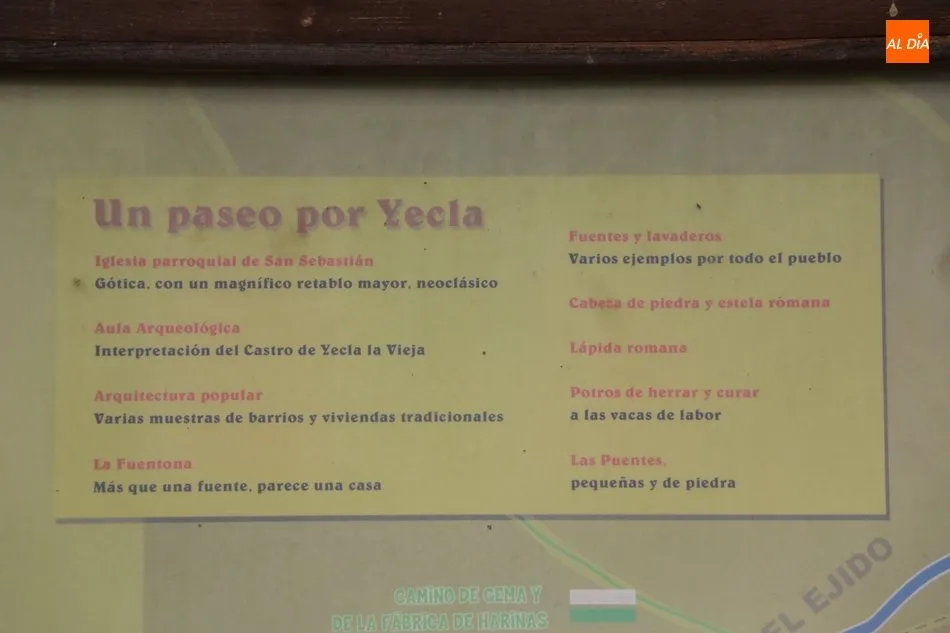 AL DÍA
Un paseo por Yecla
Iglesia parroquial de San Sebastián
Gótica, con un magnífico retablo mayor, neoclásico
Aula Arqueológica
Interpretación del Castro de Yecla la Vieja
Arquitectura popular
Varias muestras de barrios y viviendas tradicionales
La Fuentona
Más que una fuente, parece una casa
Fuentes y lavaderos
Varios ejemplos por todo el pueblo
Cabeza de piedra y estela romana
Lápida romana
Potros de herrar y curar
a las vacas de labor
Las Puentes,
pequeñas y de piedra
CAMINO DE GEMA Y
DE LA FÁBRICA DE HARINAS
EL EJIDO